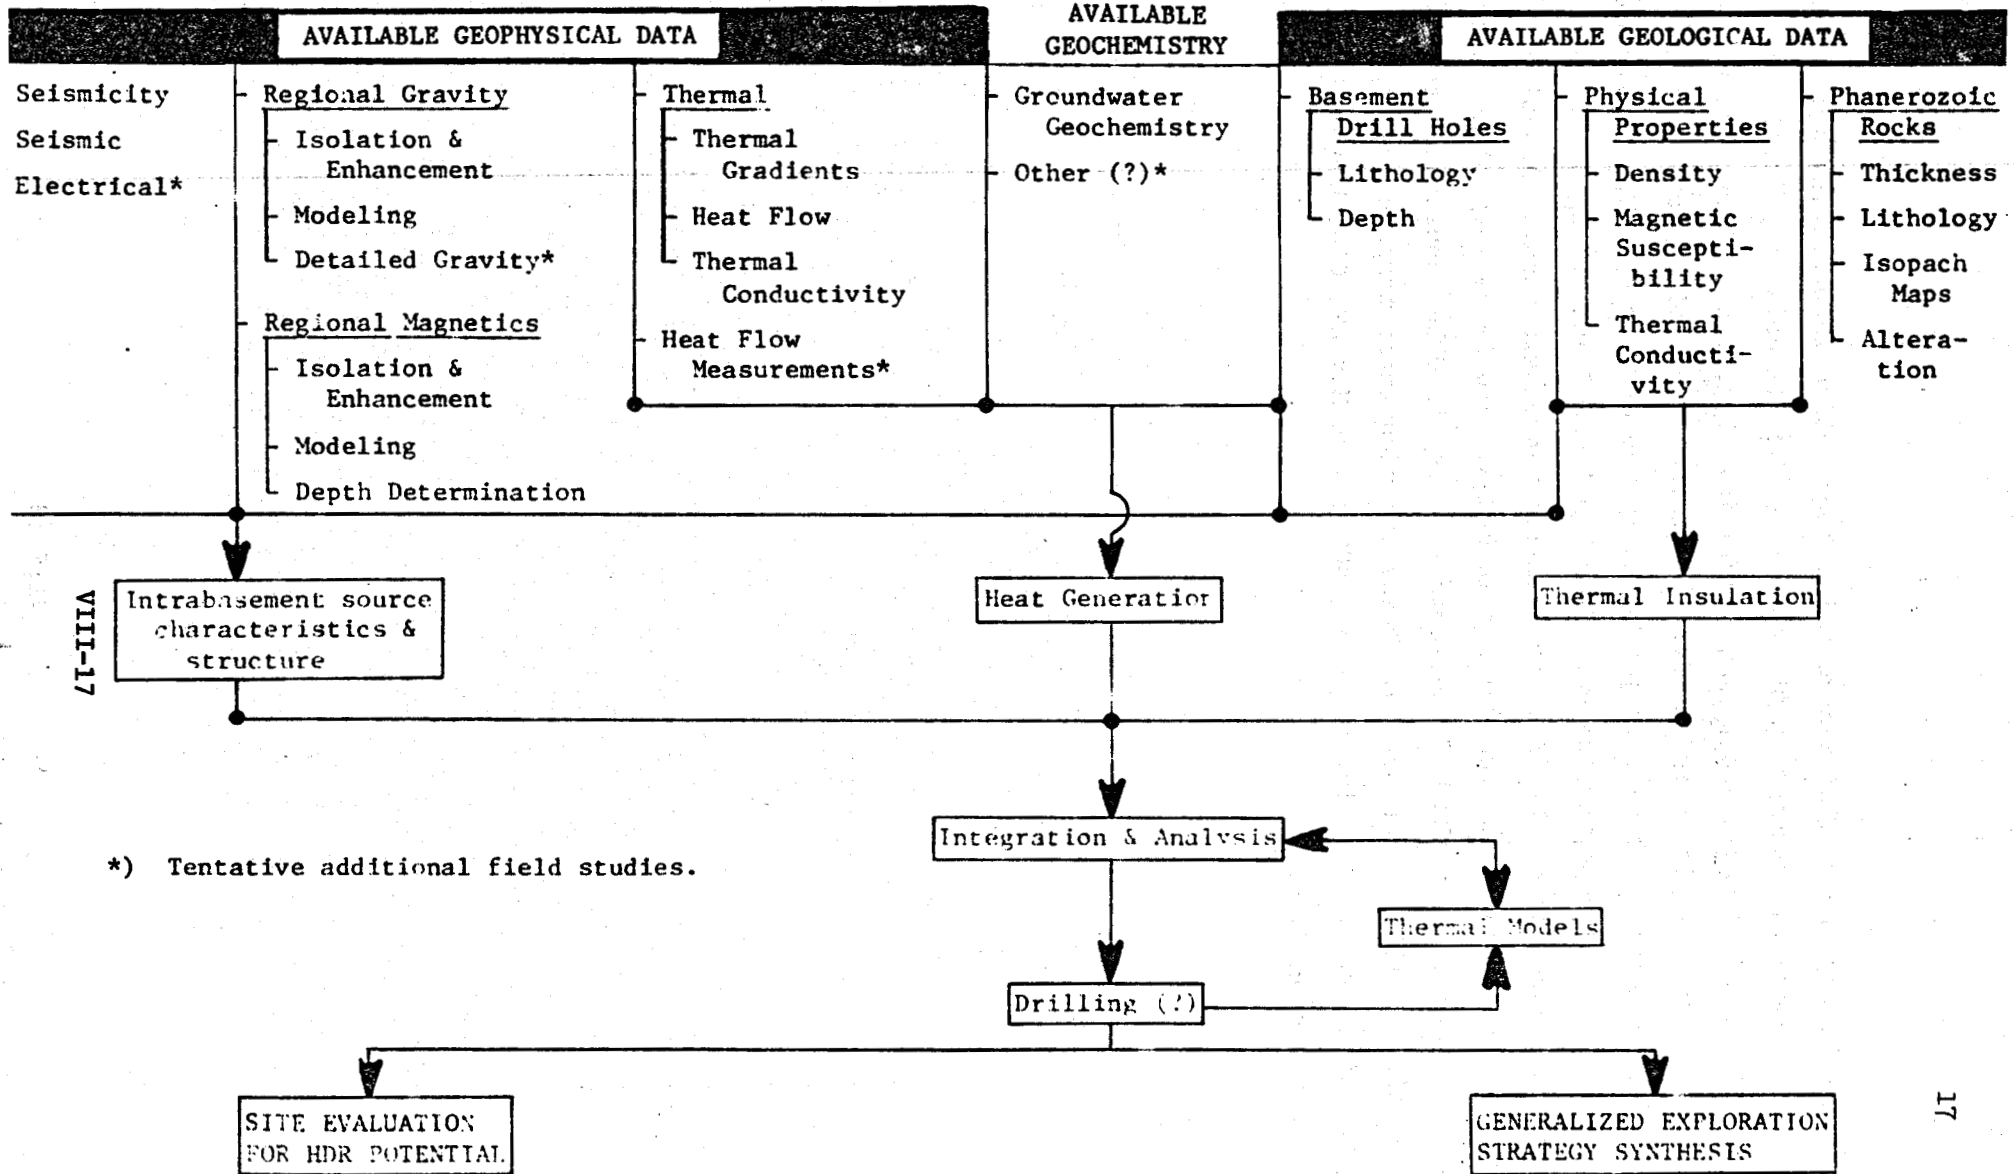 AVAILABLE GEOPHYSICAL DATA
AVAILABLE
GEOCHEMISTRY
AVAILABLE GEOLOGICAL DATA
Seismicity
Seismic
Electrical*
Regional Gravity
Isolation &
Enhancement
Modeling
Detailed Gravity*
Regional Magnetics
Isolation &
Enhancement
Modeling
Depth Determination
Thermal
Thermal
Gradients
Heat Flow
Thermal
Conductivity
Heat Flow
Measurements*
Groundwater
Geochemistry
Other (?)*
Basement
Drill Holes
Lithology
Depth
Physical
Properties
Density
Magnetic
Suscepti-
bility
Thermal
Conducti-
vity
Phanerozoic
Rocks
Thickness
Lithology
Isopach
Maps
Altera-
tion
Intrabasement source
characteristics &
structure
Heat Generation
Thermal Insulation
VIII-17
Integration & Analysis
*) Tentative additional field studies.
Thermal Models
Drilling (?)
SITE EVALUATION
FOR HDR POTENTIAL
GENERALIZED EXPLORATION
STRATEGY SYNTHESIS
17